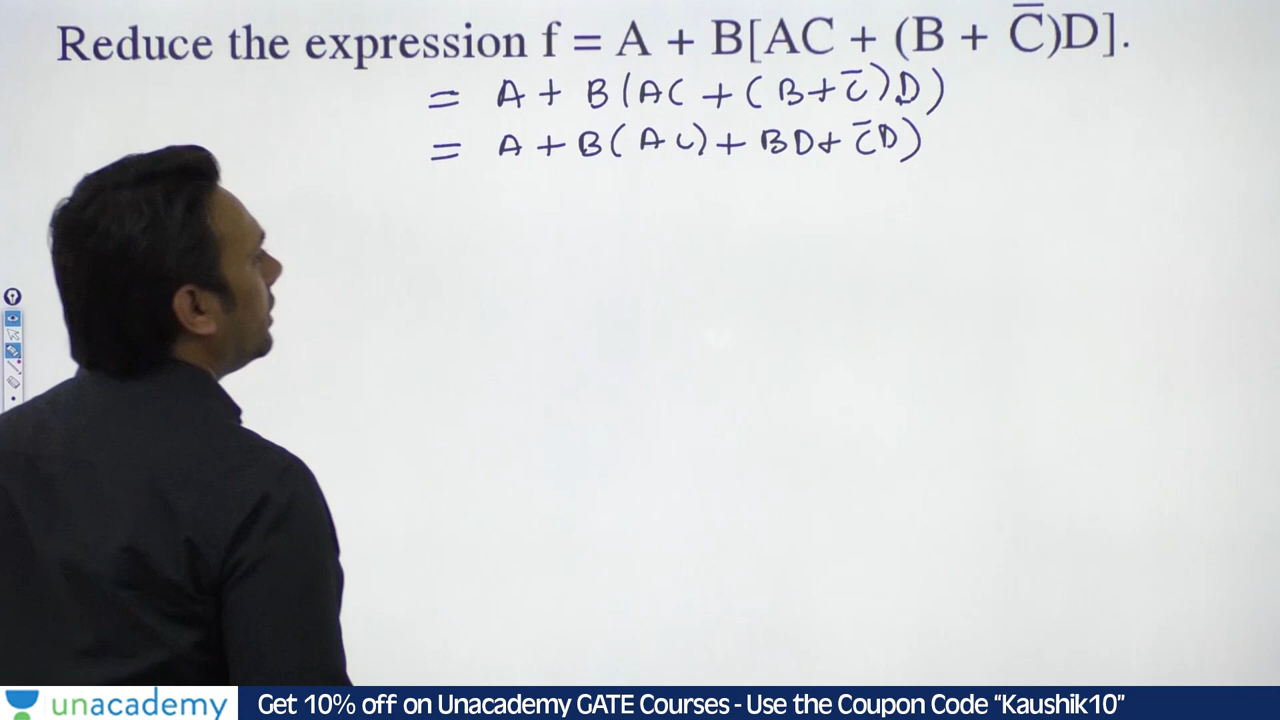 Reduce the expression f = A + B[AC + (B + C̅)D].
= A + B(AC + (B + C̅)D)
= A + B(AC) + BD + C̅D)
unacademy
Get 10% off on Unacademy GATE Courses - Use the Coupon Code “Kaushik10”